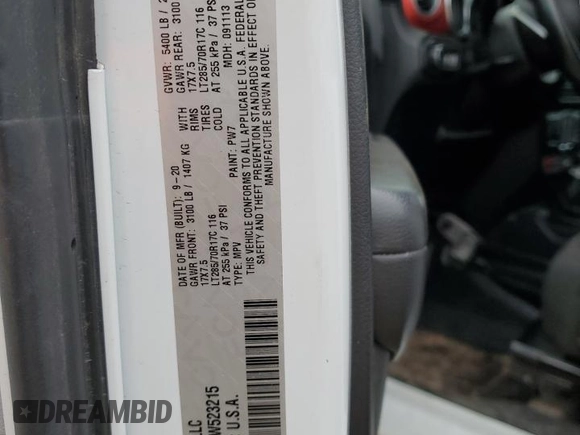 LLC
W523215
U.S.A.
DATE OF MFR (BUILT): 9-20
GVWR: 5400 LB /
GAWR FRONT: 3100 LB / 1407 KG
WITH
GAWR REAR: 3100
17X7.5
RIMS
17X7.5
LT285/70R17C 116
TIRES
LT285/70R17C 116
AT 255 kPa / 37 PSI
COLD
AT 255 kPa / 37 PSI
TYPE: MPV
PAINT: PW7
MDH: 091113
THIS VEHICLE CONFORMS TO ALL APPLICABLE U.S.A. FEDERAL
SAFETY AND THEFT PREVENTION STANDARDS IN EFFECT ON
MANUFACTURE SHOWN ABOVE.
DREAMBID